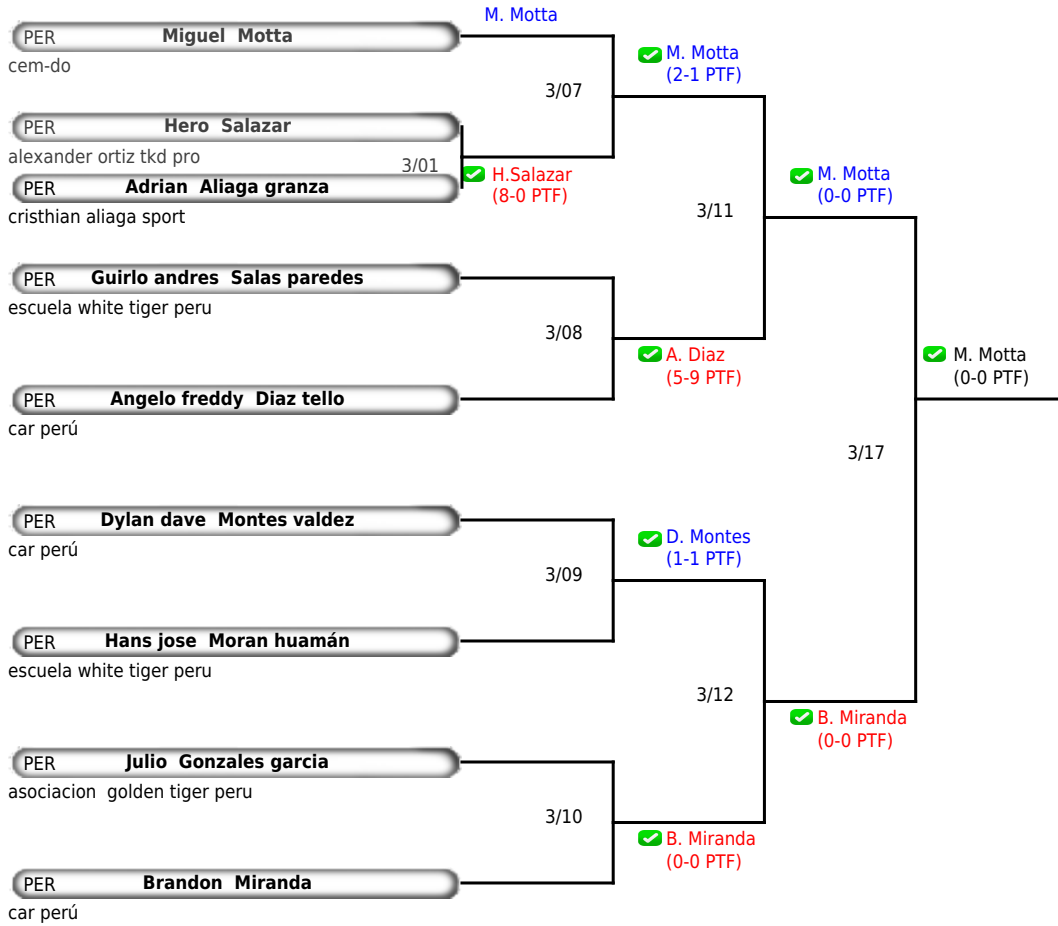 M. Motta
PER Miguel Motta
cem-do
M. Motta
(2-1 PTF)
3/07
PER Hero Salazar
alexander ortiz tkd pro
3/01
H.Salazar
(8-0 PTF)
PER Adrian Aliaga granza
cristhian aliaga sport
M. Motta
(0-0 PTF)
3/11
PER Guirlo andres Salas paredes
escuela white tiger peru
3/08
A. Diaz
(5-9 PTF)
M. Motta
(0-0 PTF)
PER Angelo freddy Diaz tello
car perú
3/17
PER Dylan dave Montes valdez
car perú
D. Montes
(1-1 PTF)
3/09
PER Hans jose Moran huamán
escuela white tiger peru
3/12
B. Miranda
(0-0 PTF)
PER Julio Gonzales garcia
asociacion golden tiger peru
3/10
B. Miranda
(0-0 PTF)
PER Brandon Miranda
car perú